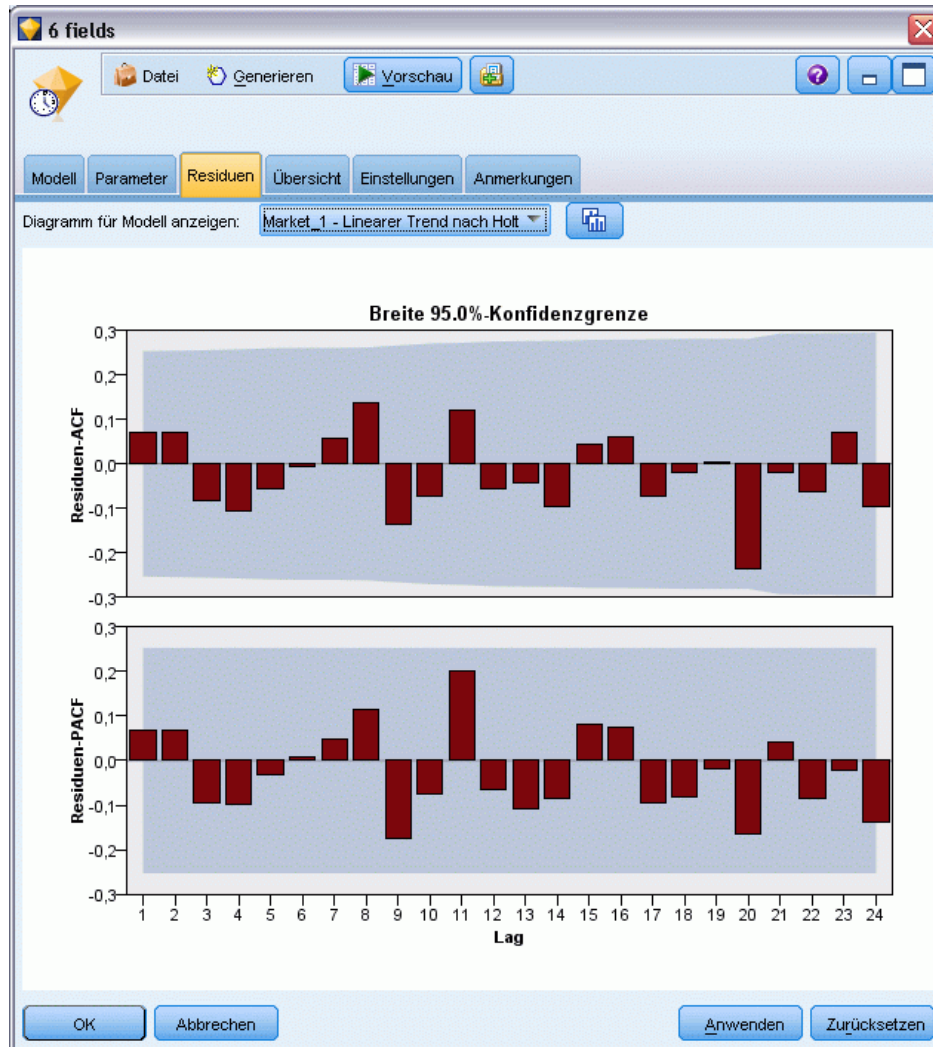 6 fields
Datei Generieren Vorschau
Modell Parameter Residuen Übersicht Einstellungen Anmerkungen
Diagramm für Modell anzeigen: Market_1 - Linearer Trend nach Holt
Breite 95.0%-Konfidenzgrenze
0,3
0,2
0,1
0,0
-0,1
-0,2
-0,3
Residuen-ACF
0,3
0,2
0,1
0,0
-0,1
-0,2
-0,3
Residuen-PACF
1 2 3 4 5 6 7 8 9 10 11 12 13 14 15 16 17 18 19 20 21 22 23 24
Lag
OK Abbrechen Anwenden Zurücksetzen